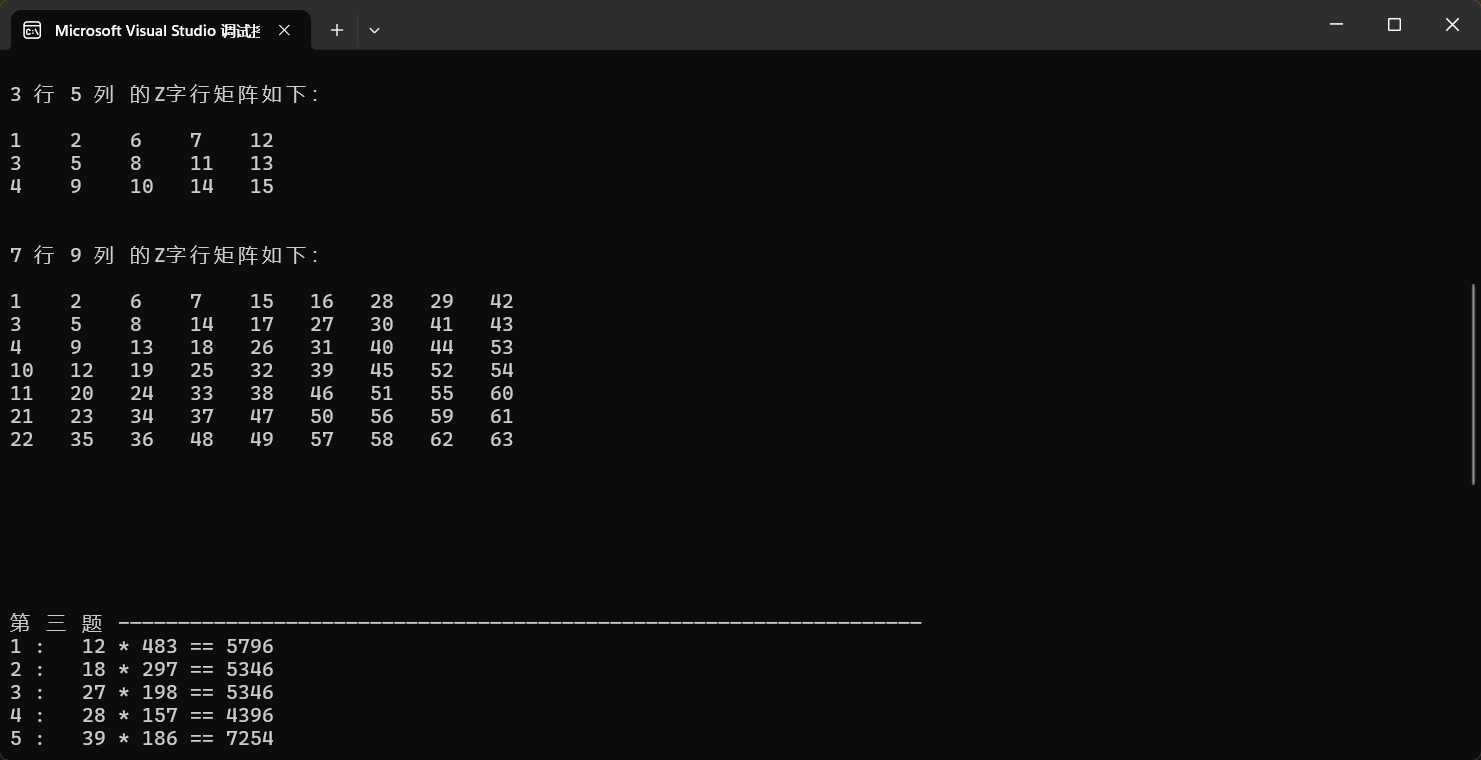 Microsoft Visual Studio 调试
3 行 5 列 的Z字行矩阵如下：
1 2 6 7 12
3 5 8 11 13
4 9 10 14 15
7 行 9 列 的Z字行矩阵如下：
1 2 6 7 15 16 28 29 42
3 5 8 14 17 27 30 41 43
4 9 13 18 26 31 40 44 53
10 12 19 25 32 39 45 52 54
11 20 24 33 38 46 51 55 60
21 23 34 37 47 50 56 59 61
22 35 36 48 49 57 58 62 63
第 三 题 -------------------------------------------------------------------
1 : 12 * 483 == 5796
2 : 18 * 297 == 5346
3 : 27 * 198 == 5346
4 : 28 * 157 == 4396
5 : 39 * 186 == 7254